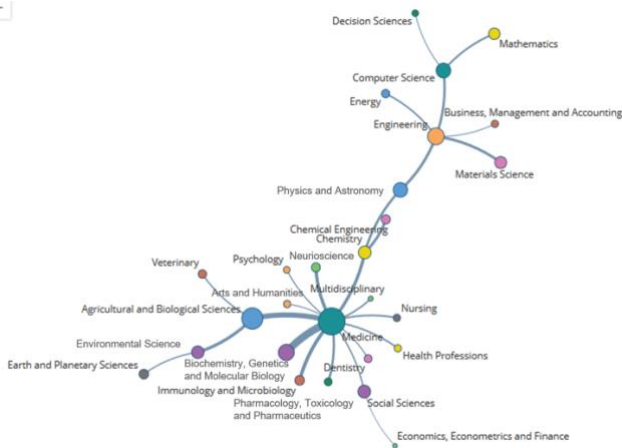 Decision Sciences
Mathematics
Computer Science
Energy
Business, Management and Accounting
Engineering
Materials Science
Physics and Astronomy
Chemical Engineering
Chemistry
Neurioscience
Psychology
Veterinary
Multidisciplinary
Arts and Humanities
Agricultural and Biological Sciences
Nursing
Medicine
Environmental Science
Health Professions
Earth and Planetary Sciences
Biochemistry, Genetics
and Molecular Biology
Dentistry
Immunology and Microbiology
Pharmacology, Toxicology
and Pharmaceutics
Social Sciences
Economics, Econometrics and Finance